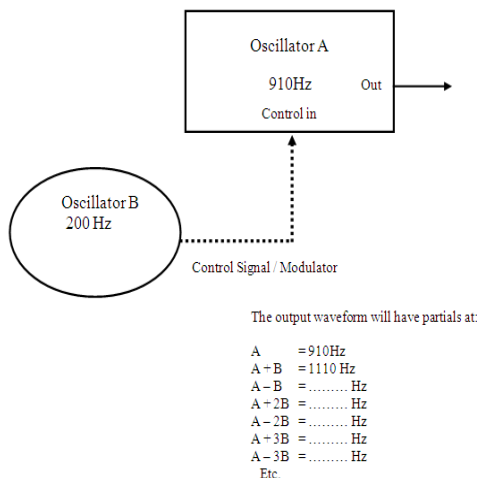 Oscillator A
910Hz
Out
Control in
Oscillator B
200 Hz
Control Signal / Modulator
The output waveform will have partials at:
A =910Hz
A + B =1110 Hz
A – B = ......... Hz
A + 2B = ......... Hz
A – 2B = ......... Hz
A + 3B = ......... Hz
A – 3B = ......... Hz
Etc.